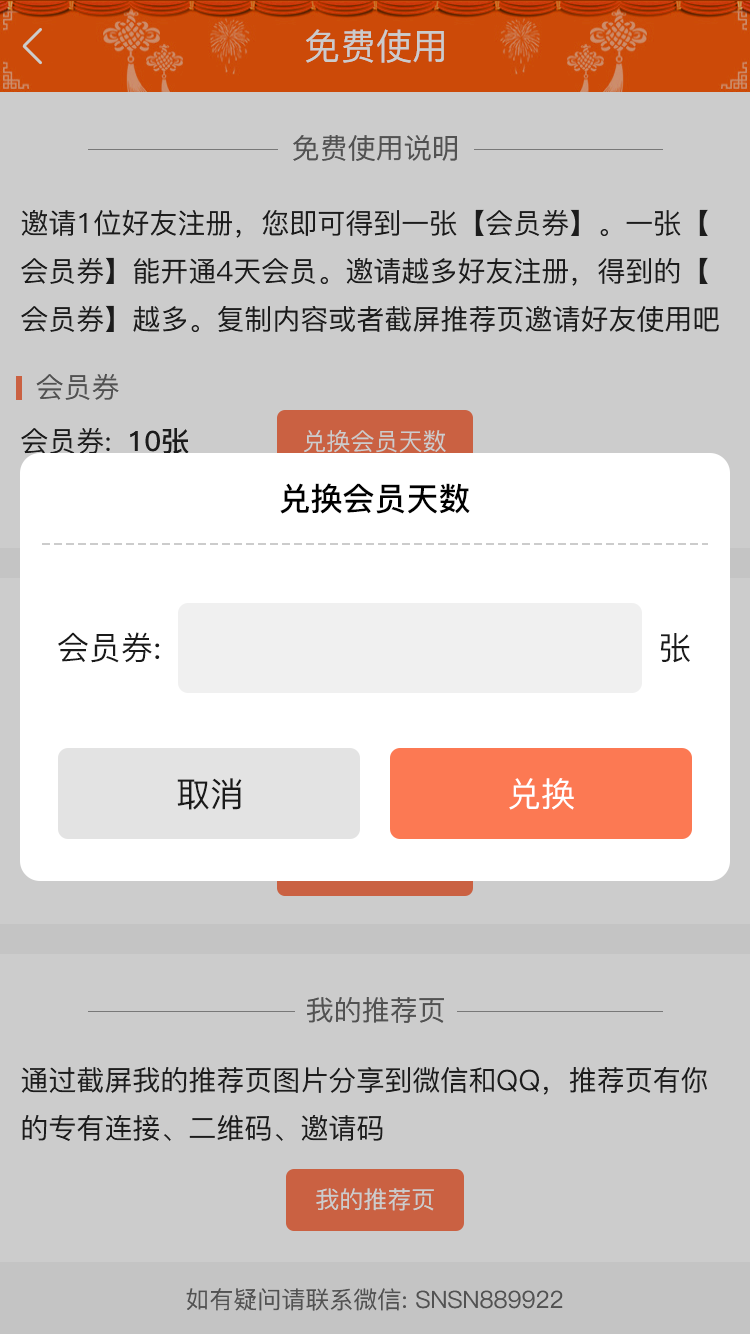 免费使用
免费使用说明
邀请1位好友注册，您即可得到一张【会员券】。一张【
会员券】能开通4天会员。邀请越多好友注册，得到的【
会员券】越多。复制内容或者截屏推荐页邀请好友使用吧
会员券
会员券: 10张
兑换会员天数
兑换会员天数
会员券:
张
取消
兑换
我的推荐页
通过截屏我的推荐页图片分享到微信和QQ，推荐页有你
的专有连接、二维码、邀请码
我的推荐页
如有疑问请联系微信: SNSN889922